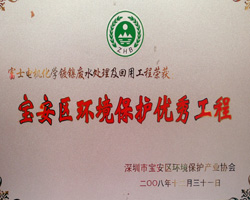 ZHB
富士电机化学镀镍废水处理及回用工程荣获
宝安区环境保护优秀工程
深圳市宝安区环境保护产业协会
二〇〇八年十二月三十一日